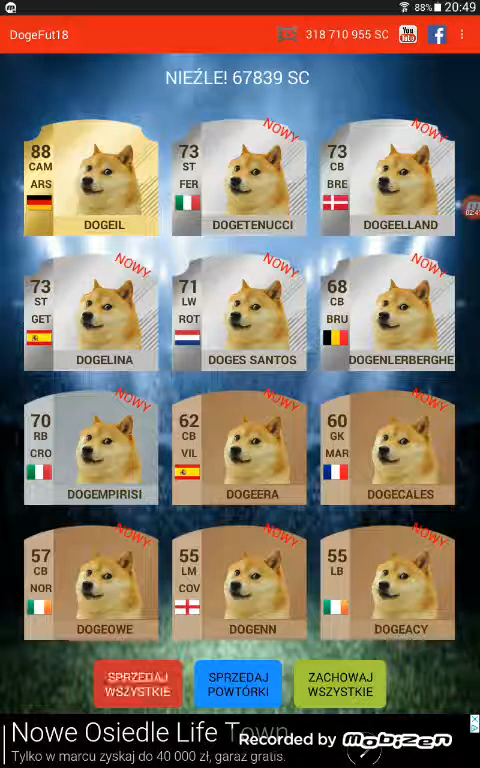 88% 20:49
DogeFut18 318 710 955 SC You Tube f
NIEŹLE! 67839 SC
88
CAM
ARS
DOGEIL
NOWY
73
ST
FER
DOGETENUCCI
NOWY
73
CB
BRE
DOGEELLAND
NOWY
73
ST
GET
DOGELINA
NOWY
71
LW
ROT
DOGES SANTOS
NOWY
68
CB
BRU
DOGENLERBERGHE
NOWY
70
RB
CRO
DOGEMPIRISI
NOWY
62
CB
VIL
DOGEERA
NOWY
60
GK
MAR
DOGECALES
NOWY
57
CB
NOR
DOGEOWE
NOWY
55
LM
COV
DOGENN
NOWY
55
LB
DOGEACY
SPRZEDAJ
WSZYSTKIE
SPRZEDAJ
POWTÓRKI
ZACHOWAJ
WSZYSTKIE
Nowe Osiedle Life Town
Tylko w marcu zyskaj do 40 000 zł, garaż gratis.
Recorded by mobizen